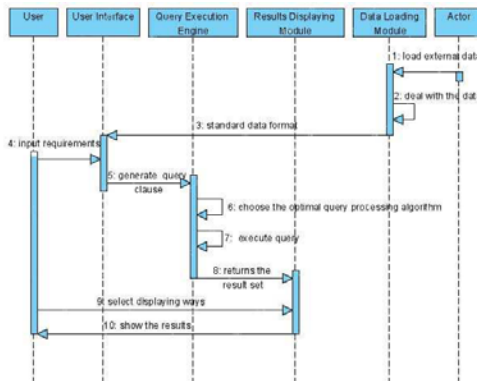 User
User Interface
Query Execution
Engine
Results Displaying
Module
Data Loading
Module
Actor
1: load external data
2: deal with the data
3: standard data format
4: input requirements
5: generate query
clause
6: choose the optimal query processing algorithm
7: execute query
8: returns the
result set
9: select displaying ways
10: show the results